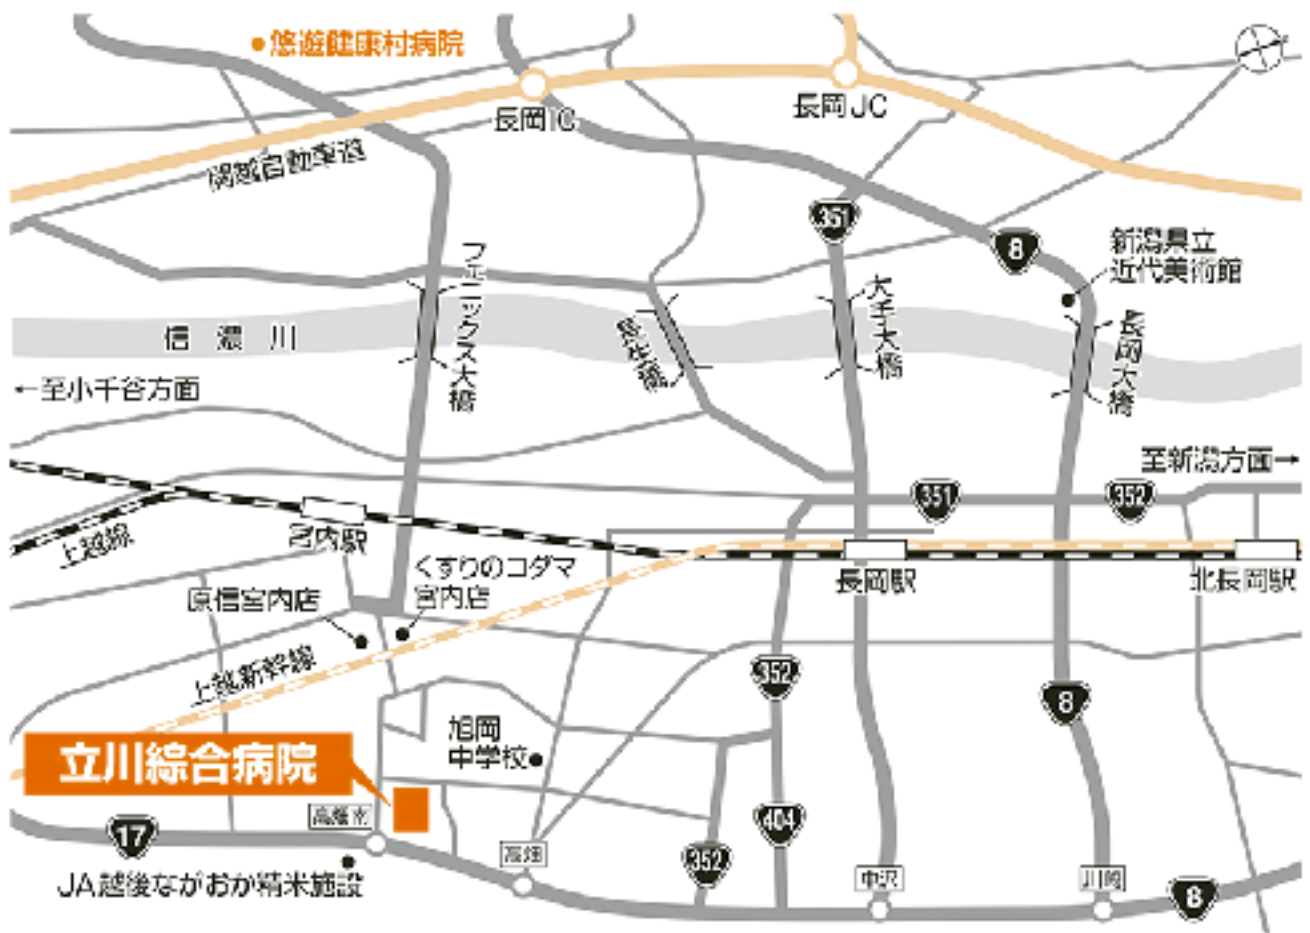 悠遊健康村病院
長岡IC
長岡JC
関越自動車道
351
8
新潟県立
近代美術館
フェニックス大橋
長生橋
大手大橋
長岡大橋
信濃川
←至小千谷方面
至新潟方面→
351
352
上越線
宮内駅
くすりのコダマ
宮内店
長岡駅
北長岡駅
原信宮内店
上越新幹線
352
8
旭岡
中学校
立川綜合病院
17
高畑南
404
352
高畑
中沢
川崎
8
JA越後ながおか精米施設